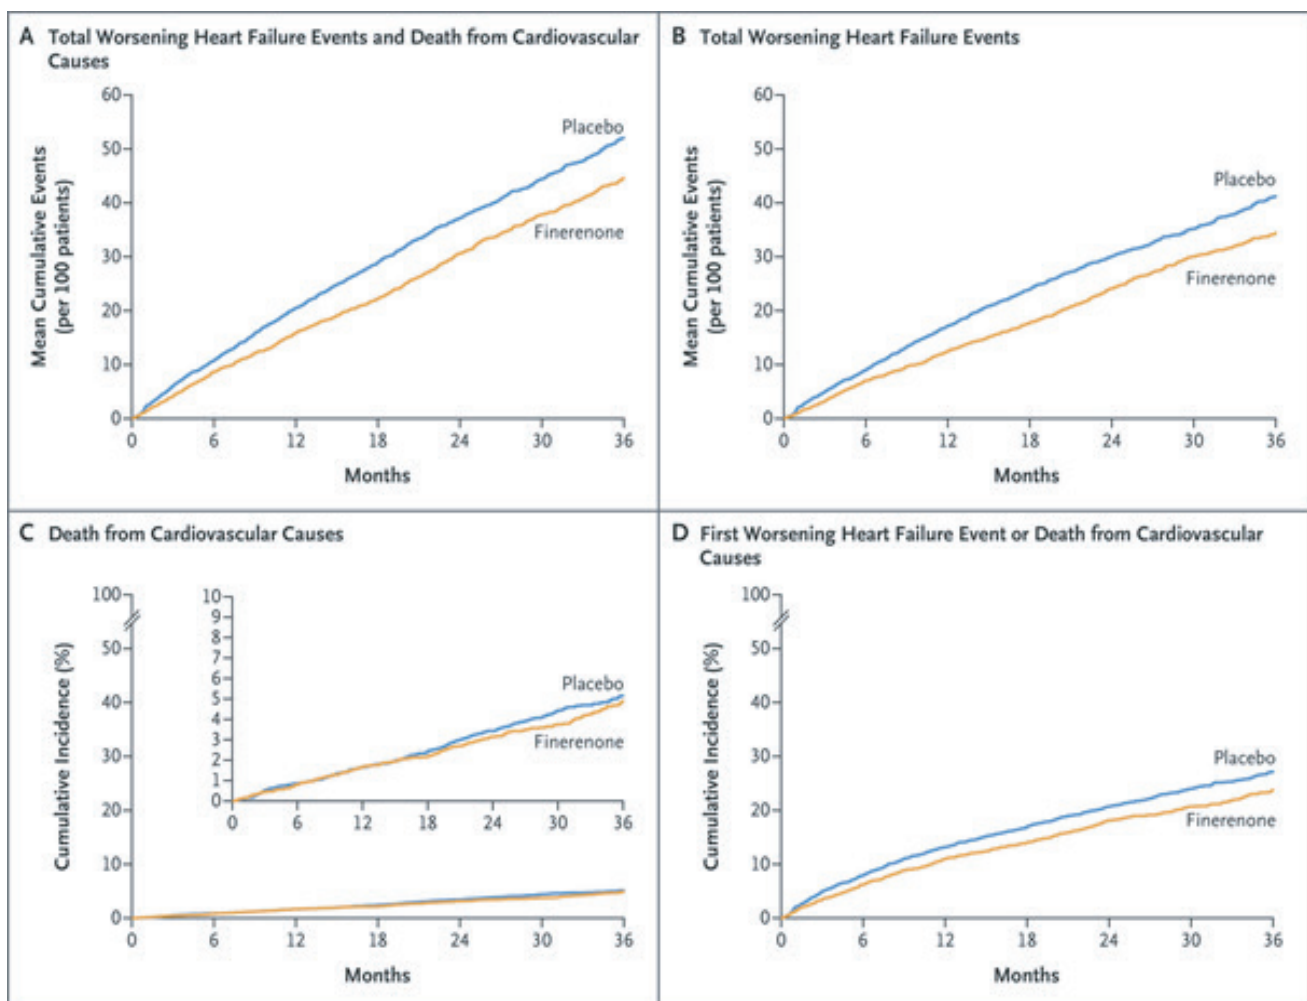 A Total Worsening Heart Failure Events and Death from Cardiovascular
Causes
60
50
40
30
20
10
0
Mean Cumulative Events
(per 100 patients)
Placebo
Finerenone
0 6 12 18 24 30 36
Months
B Total Worsening Heart Failure Events
60
50
40
30
20
10
0
Mean Cumulative Events
(per 100 patients)
Placebo
Finerenone
0 6 12 18 24 30 36
Months
C Death from Cardiovascular Causes
100
50
40
30
20
10
0
Cumulative Incidence (%)
10
9
8
7
6
5
4
3
2
1
0
Placebo
Finerenone
0 6 12 18 24 30 36
0 6 12 18 24 30 36
Months
D First Worsening Heart Failure Event or Death from Cardiovascular
Causes
100
50
40
30
20
10
0
Cumulative Incidence (%)
Placebo
Finerenone
0 6 12 18 24 30 36
Months